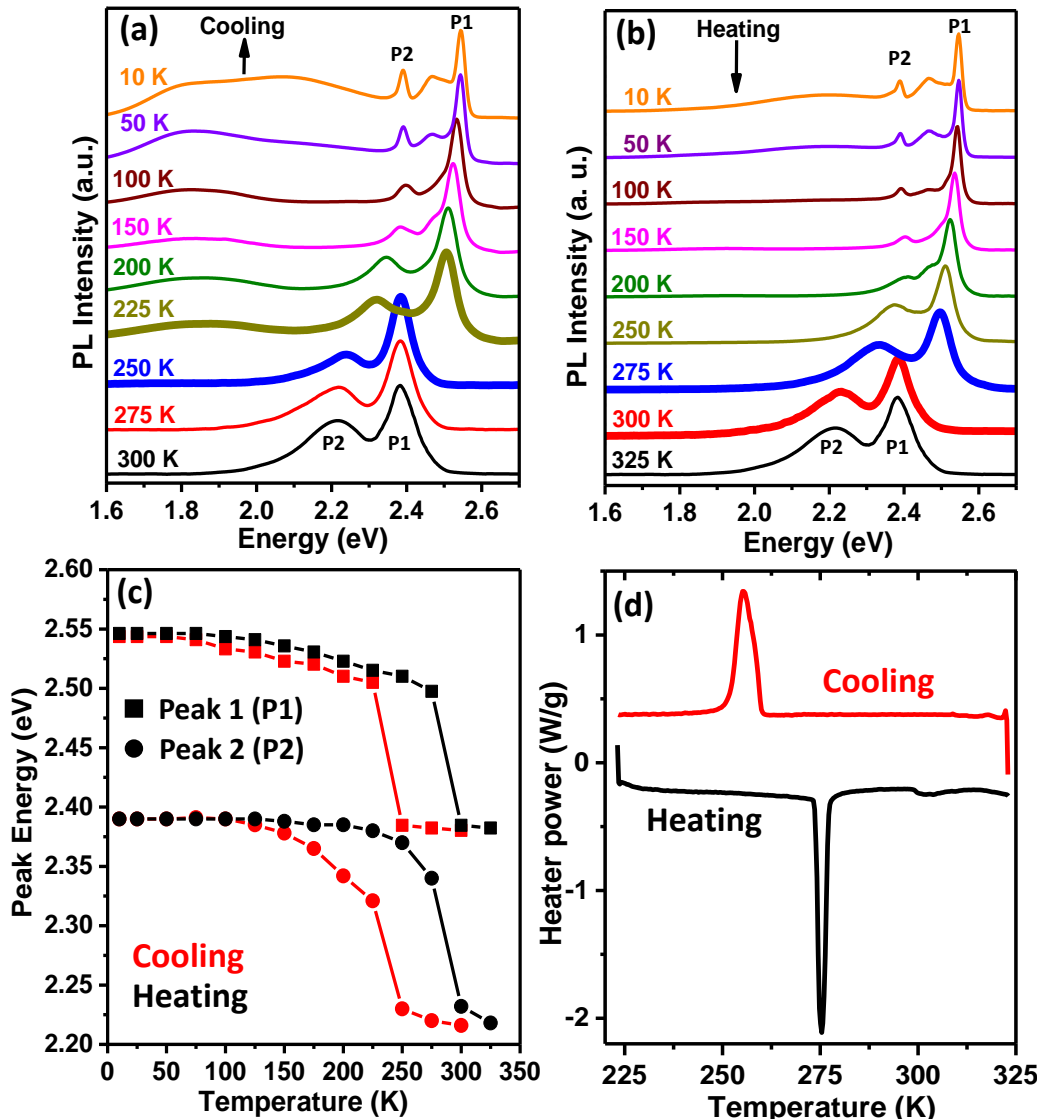 (a)
Cooling
P1
P2
10 K
50 K
100 K
150 K
200 K
225 K
250 K
275 K
300 K
P2
P1
PL Intensity (a.u.)
1.6 1.8 2.0 2.2 2.4 2.6
Energy (eV)
(b)
Heating
P1
P2
10 K
50 K
100 K
150 K
200 K
250 K
275 K
300 K
325 K
P2
P1
PL Intensity (a. u.)
1.6 1.8 2.0 2.2 2.4 2.6
Energy (eV)
(c)
2.60
2.55
2.50
2.45
2.40
2.35
2.30
2.25
2.20
Peak Energy (eV)
Peak 1 (P1)
Peak 2 (P2)
Cooling
Heating
0 50 100 150 200 250 300 350
Temperature (K)
(d)
1
0
-1
-2
Heater power (W/g)
Cooling
Heating
225 250 275 300 325
Temperature (K)